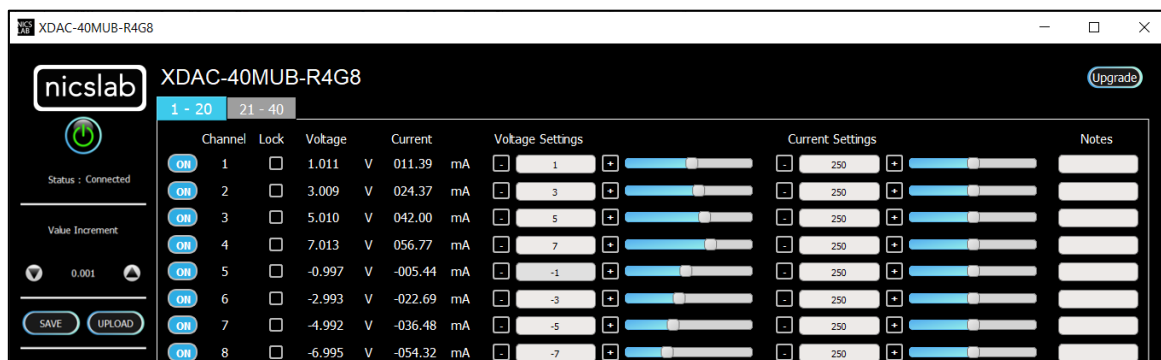 NICS LAB XDAC-40MUB-R4G8
nicslab XDAC-40MUB-R4G8 Upgrade
1 - 20 21 - 40
Channel Lock Voltage Current Voltage Settings Current Settings Notes
ON 1 1.011 V 011.39 mA - 1 + - 250 +
Status : Connected
ON 2 3.009 V 024.37 mA - 3 + - 250 +
ON 3 5.010 V 042.00 mA - 5 + - 250 +
Value Increment
ON 4 7.013 V 056.77 mA - 7 + - 250 +
0.001 ON 5 -0.997 V -005.44 mA - -1 + - 250 +
ON 6 -2.993 V -022.69 mA - -3 + - 250 +
SAVE UPLOAD ON 7 -4.992 V -036.48 mA - -5 + - 250 +
ON 8 -6.995 V -054.32 mA - -7 + - 250 +